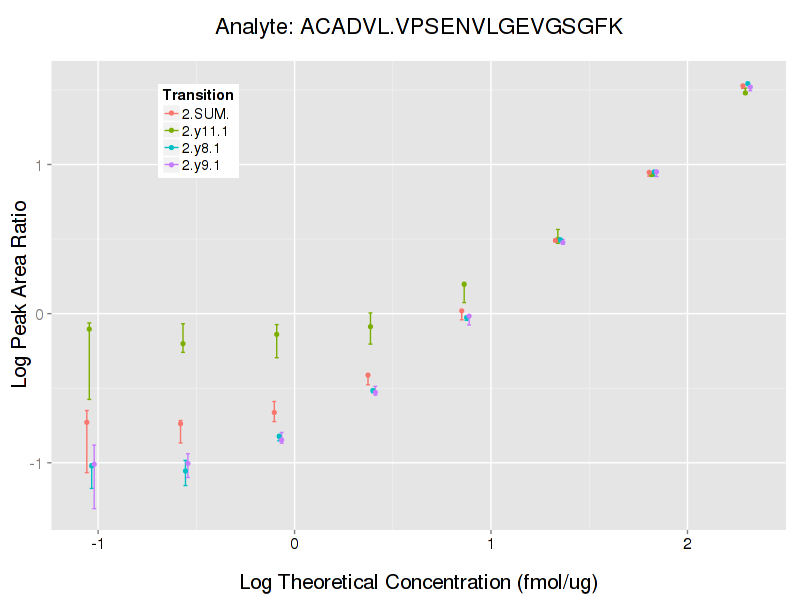 Analyte: ACADVL.VPSENVLGEVGSGFK
Log Peak Area Ratio
1
0
-1
Transition
2.SUM.
2.y11.1
2.y8.1
2.y9.1
-1 0 1 2
Log Theoretical Concentration (fmol/ug)